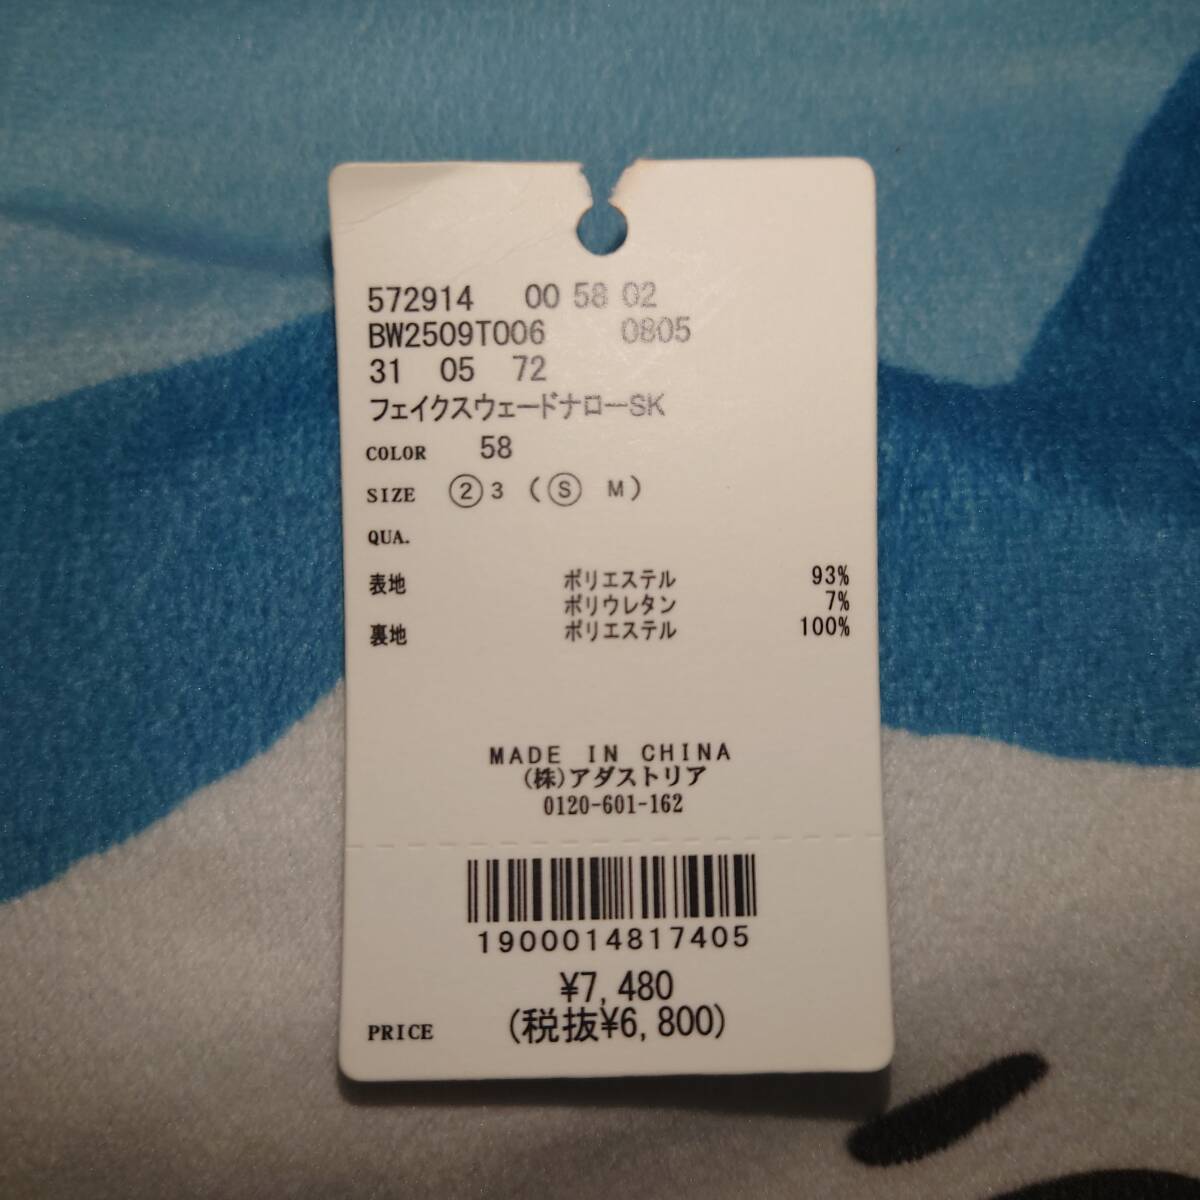 572914 00 58 02
BW2509T006 0805
31 05 72
フェイクスウェードナローSK
COLOR 58
SIZE ②3 (Ⓢ M)
QUA.
表地 ポリエステル 93%
ポリウレタン 7%
裏地 ポリエステル 100%
MADE IN CHINA
(株)アダストリア
0120-601-162
1900014817405
¥7,480
PRICE (税抜¥6,800)